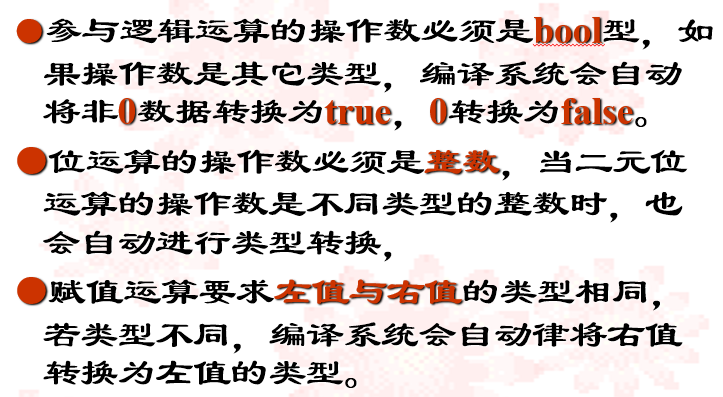 ●参与逻辑运算的操作数必须是bool型，如
果操作数是其它类型，编译系统会自动
将非0数据转换为true，0转换为false。
●位运算的操作数必须是整数，当二元位
运算的操作数是不同类型的整数时，也
会自动进行类型转换，
●赋值运算要求左值与右值的类型相同，
若类型不同，编译系统会自动律将右值
转换为左值的类型。